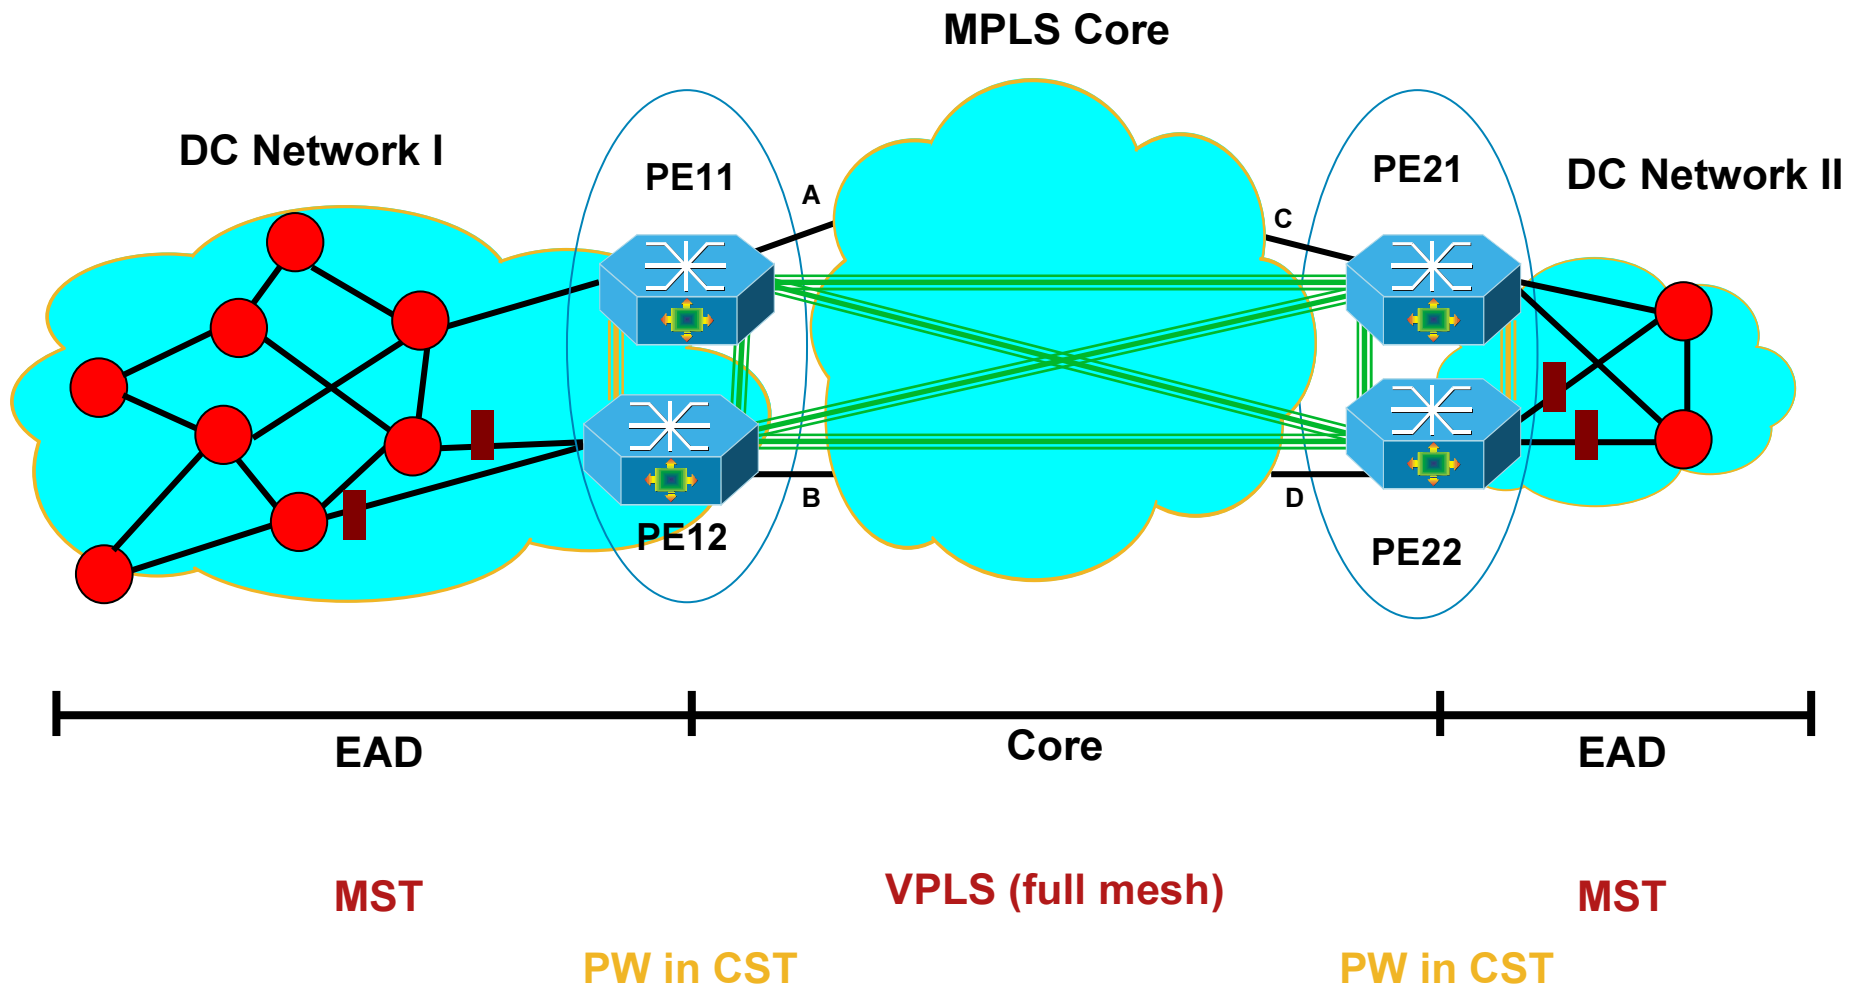 MPLS Core
DC Network I
PE11
PE21
DC Network II
A
C
B
D
PE12
PE22
EAD
Core
EAD
MST
VPLS (full mesh)
MST
PW in CST
PW in CST